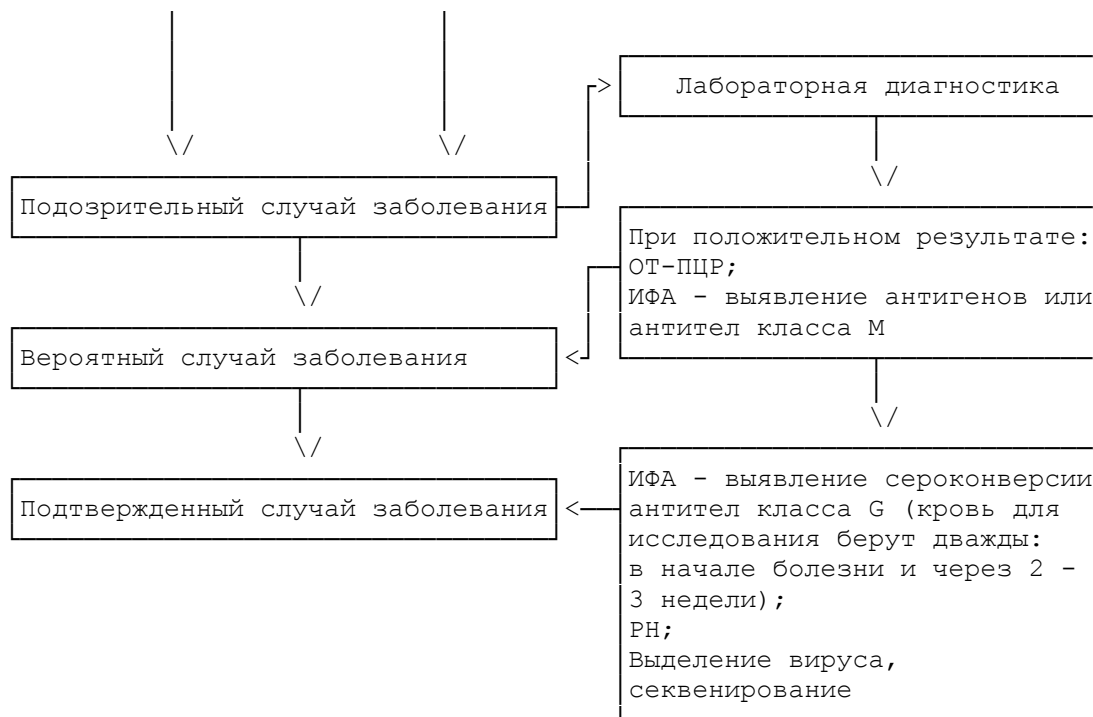 Лабораторная диагностика
Подозрительный случай заболевания
При положительном результате:
ОТ-ПЦР;
ИФА - выявление антигенов или
антител класса М
Вероятный случай заболевания
ИФА - выявление сероконверсии
антител класса G (кровь для
исследования берут дважды:
в начале болезни и через 2 -
3 недели);
РН;
Выделение вируса,
секвенирование
Подтвержденный случай заболевания